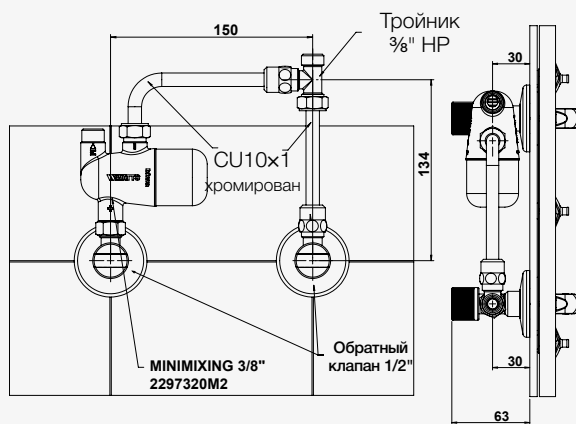 150
Тройник
⅜" НР
30
CU10×1
хромирован
134
WATTS
MINIMIXING 3/8"
2297320M2
Обратный
клапан 1/2"
30
63